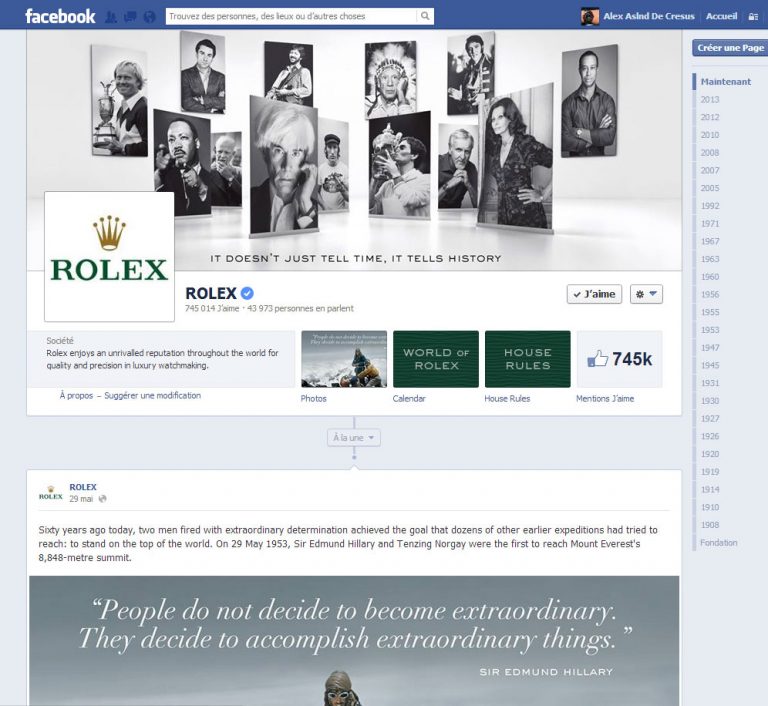 facebook
Trouvez des personnes, des lieux ou d'autres choses
Alex Aslnd De Cresus
Accueil
Créer une Page
IT DOESN'T JUST TELL TIME, IT TELLS HISTORY
ROLEX
ROLEX
745 014 J'aime · 43 973 personnes en parlent
J'aime
Société
Rolex enjoys an unrivalled reputation throughout the world for
quality and precision in luxury watchmaking.
À propos – Suggérer une modification
WORLD OF
ROLEX
HOUSE
RULES
745k
Photos
Calendar
House Rules
Mentions J'aime
À la une
ROLEX
ROLEX
29 mai
Sixty years ago today, two men fired with extraordinary determination achieved the goal that dozens of other earlier expeditions had tried to
reach: to stand on the top of the world. On 29 May 1953, Sir Edmund Hillary and Tenzing Norgay were the first to reach Mount Everest's
8,848-metre summit.
"People do not decide to become extraordinary.
They decide to accomplish extraordinary things."
SIR EDMUND HILLARY
Maintenant
2013
2012
2010
2008
2007
2005
1992
1971
1967
1963
1960
1956
1955
1953
1947
1945
1931
1930
1927
1926
1920
1919
1914
1910
1908
Fondation